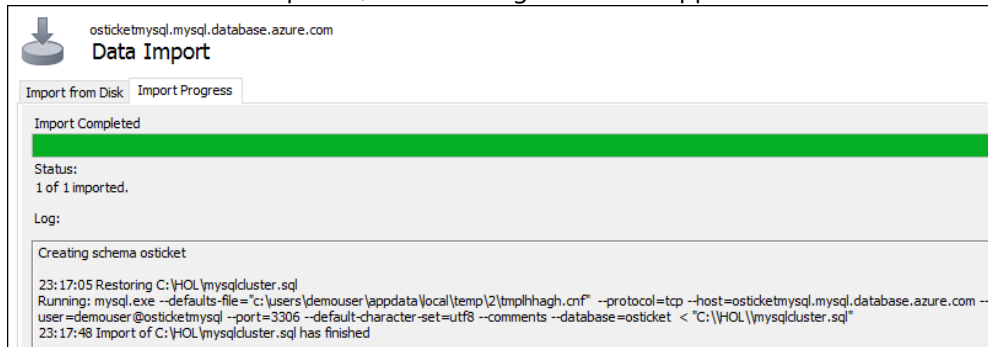 osticketmysql.mysql.database.azure.com
Data Import
Import from Disk Import Progress
Import Completed
Status:
1 of 1 imported.
Log:
Creating schema osticket
23:17:05 Restoring C:\HOL\mysqlcluster.sql
Running: mysql.exe --defaults-file="c:\users\demouser\appdata\local\temp\2\tmplhhagh.cnf"  --protocol=tcp --host=osticketmysql.mysql.database.azure.com --
user=demouser@osticketmysql --port=3306 --default-character-set=utf8 --comments --database=osticket  < "C:\\HOL\\mysqlcluster.sql"
23:17:48 Import of C:\HOL\mysqlcluster.sql has finished